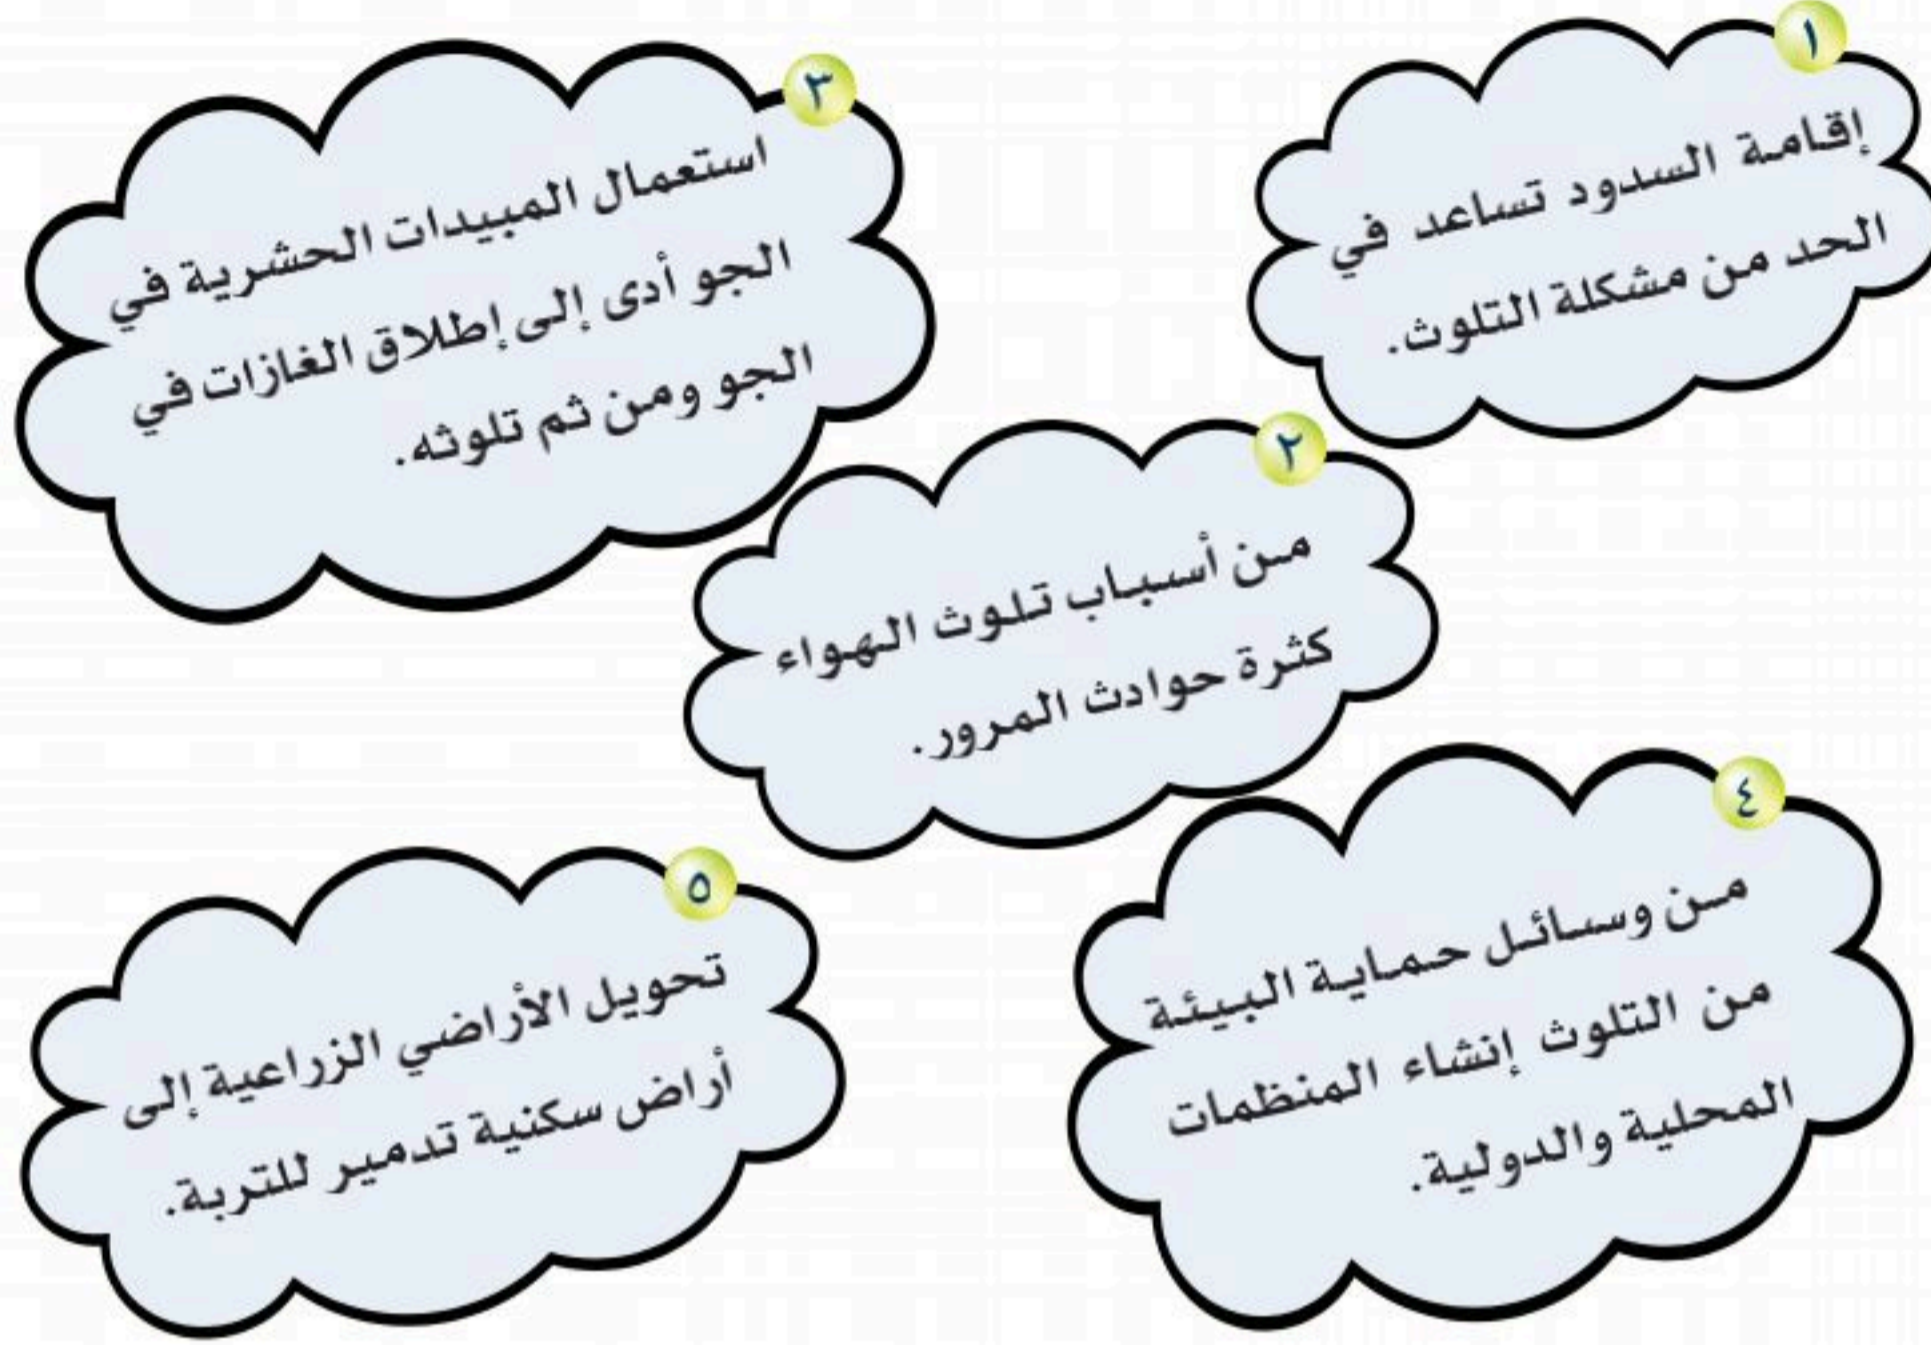 ١
إقامة السدود تساعد في
الحد من مشكلة التلوث.
٢
من أسباب تلوث الهواء
كثرة حوادث المرور.
٣
استعمال المبيدات الحشرية في
الجو أدى إلى إطلاق الغازات في
الجو ومن ثم تلوثه.
٤
من وسائل حماية البيئة
من التلوث إنشاء المنظمات
المحلية والدولية.
٥
تحويل الأراضي الزراعية إلى
أراض سكنية تدمير للتربة.